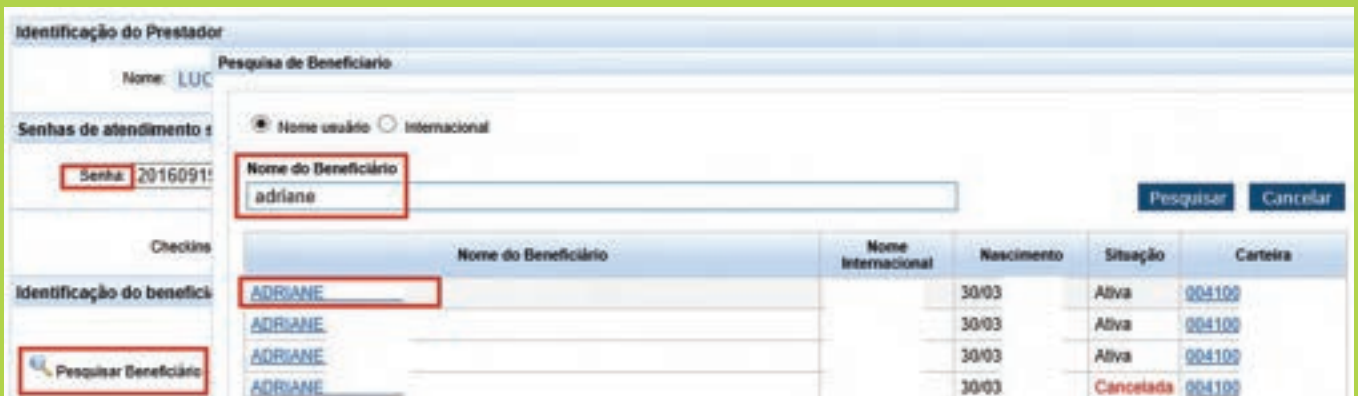 Identificação do Prestador
Nome: LUC
Senhas de atendimento s
Senha: 2016091
Checkins
Identificação do benefici
Pesquisar Beneficiário
Pesquisa de Beneficiario
Nome usuário Internacional
Nome do Beneficiário
adriane
Pesquisar Cancelar
Nome do Beneficiário Nome Internacional Nascimento Situação Carteira
ADRIANE 30/03 Ativa 004100
ADRIANE 30/03 Ativa 004100
ADRIANE 30/03 Ativa 004100
ADRIANE 30/03 Cancelada 004100